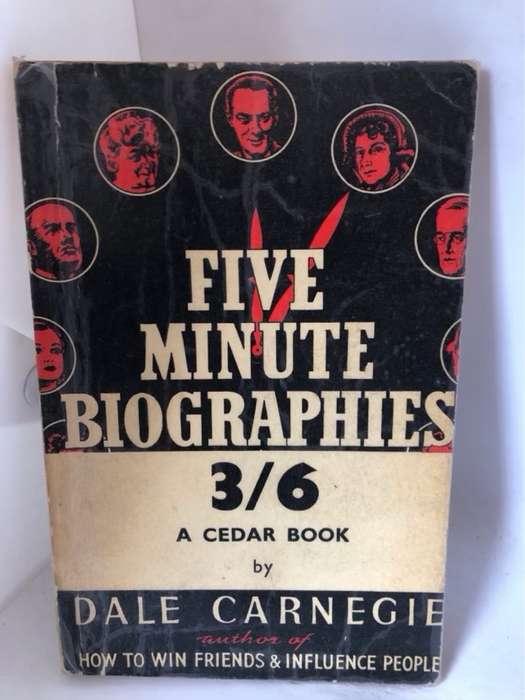 FIVE
MINUTE
BIOGRAPHIES
3/6
A CEDAR BOOK
by
DALE CARNEGIE
author of
HOW TO WIN FRIENDS & INFLUENCE PEOPLE